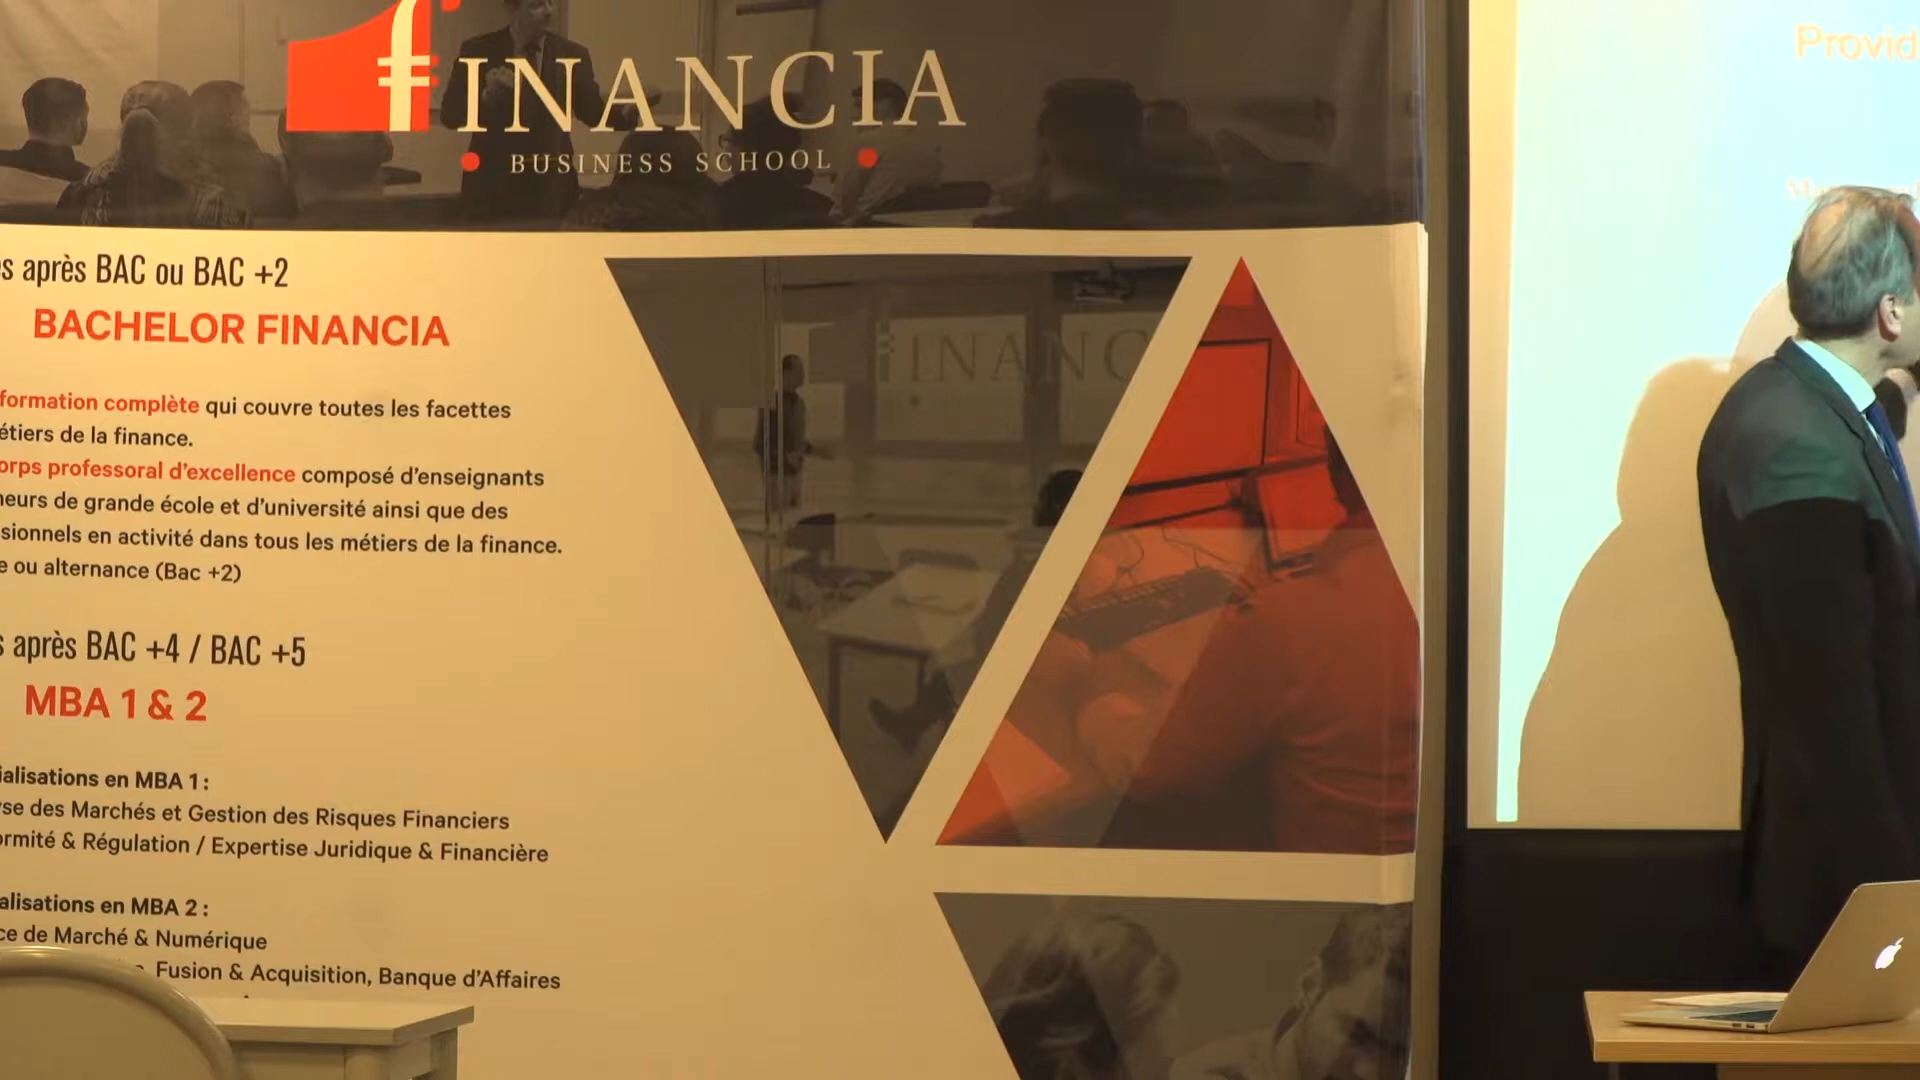 FINANCIA
BUSINESS SCHOOL
après BAC ou BAC +2
BACHELOR FINANCIA
formation complète qui couvre toutes les facettes
étiers de la finance.
orps professoral d'excellence composé d'enseignants
neurs de grande école et d'université ainsi que des
sionnels en activité dans tous les métiers de la finance.
e ou alternance (Bac +2)
s après BAC +4 / BAC +5
MBA 1 & 2
ialisations en MBA 1 :
yse des Marchés et Gestion des Risques Financiers
ormité & Régulation / Expertise Juridique & Financière
alisations en MBA 2 :
ce de Marché & Numérique
Fusion & Acquisition, Banque d'Affaires
FINANC
Provid